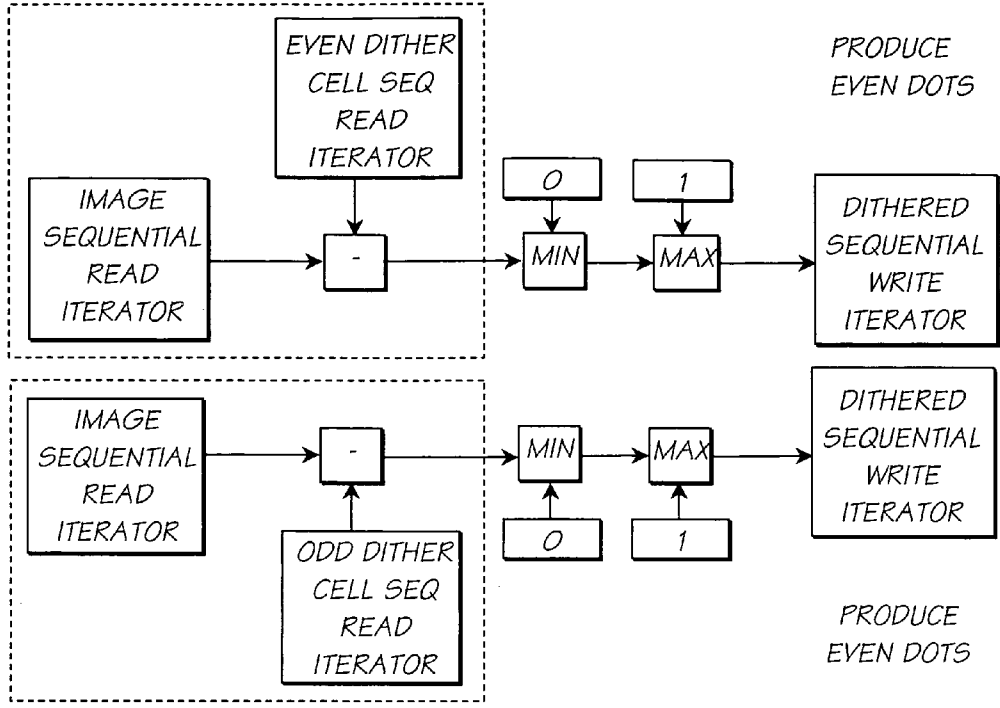 EVEN DITHER
CELL SEQ
READ
ITERATOR
PRODUCE
EVEN DOTS
IMAGE
SEQUENTIAL
READ
ITERATOR
-
0
MIN
1
MAX
DITHERED
SEQUENTIAL
WRITE
ITERATOR
IMAGE
SEQUENTIAL
READ
ITERATOR
-
MIN
0
MAX
1
DITHERED
SEQUENTIAL
WRITE
ITERATOR
ODD DITHER
CELL SEQ
READ
ITERATOR
PRODUCE
EVEN DOTS